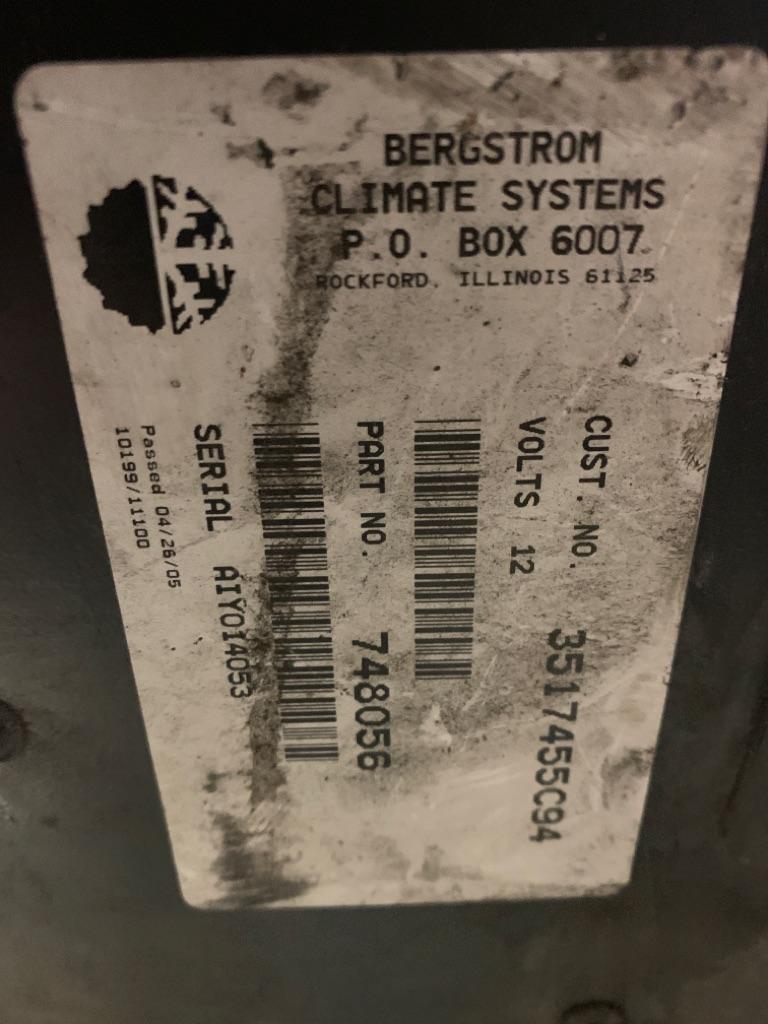 BERGSTROM
CLIMATE SYSTEMS
P.O. BOX 6007
ROCKFORD, ILLINOIS 61125
CUST. NO. 3517455C94
VOLTS 12
PART NO. 748056
SERIAL AIY014053
Passed 04/26/05
10199/11100